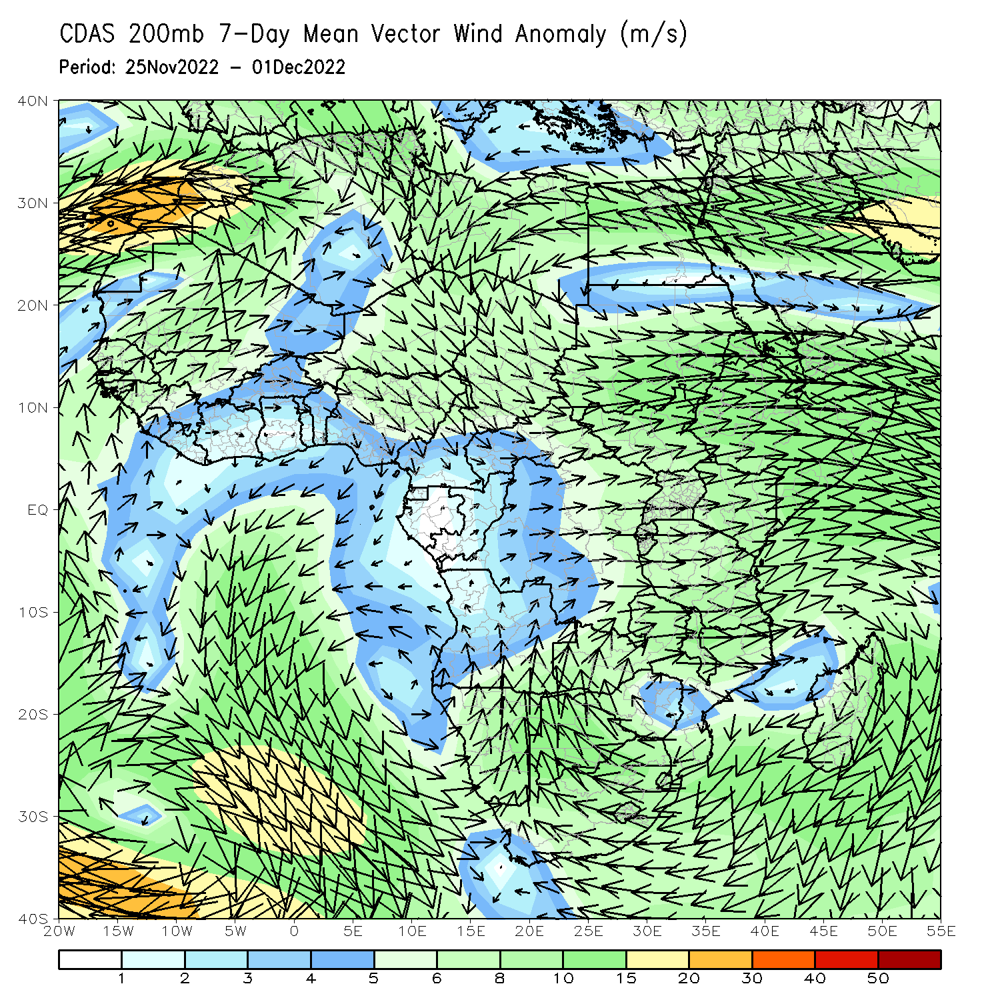 CDAS 200mb 7-Day Mean Vector Wind Anomaly (m/s)
Period: 25Nov2022 - 01Dec2022
40N
30N
20N
10N
EQ
10S
20S
30S
40S
20W 15W 10W 5W 0 5E 10E 15E 20E 25E 30E 35E 40E 45E 50E 55E
1 2 3 4 5 6 8 10 15 20 30 40 50